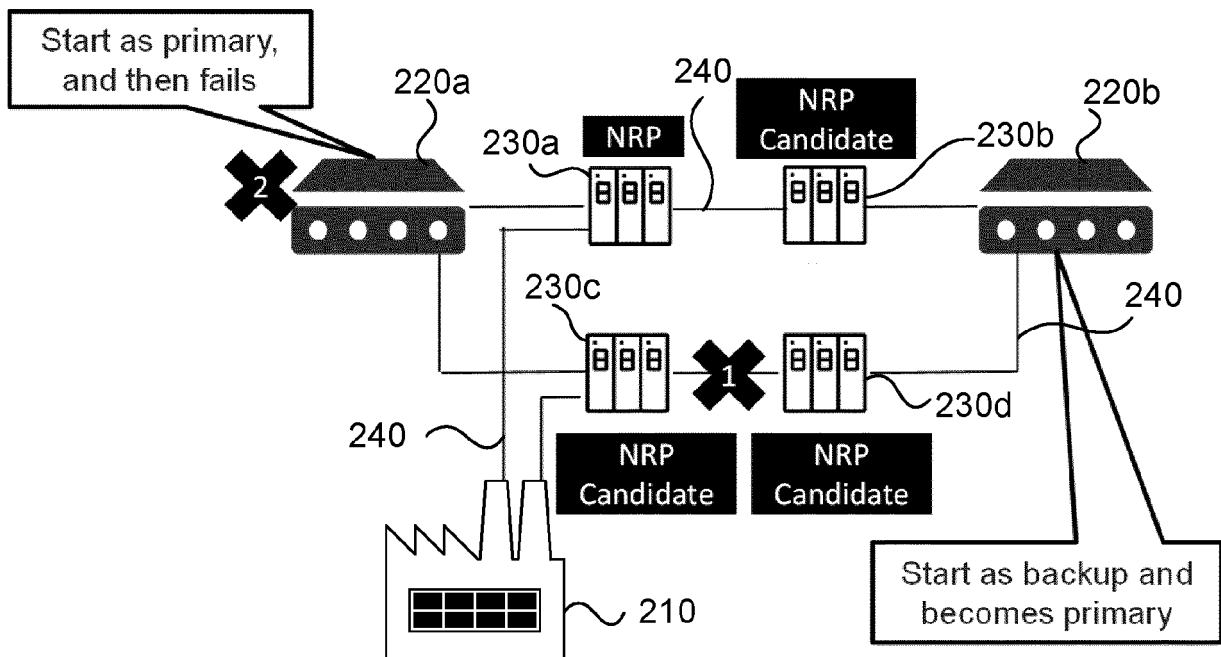 Start as primary,
and then fails
220a
240
NRP
Candidate
220b
230a
NRP
230b
2
230c
240
1
230d
240
NRP
Candidate
NRP
Candidate
210
Start as backup and
becomes primary